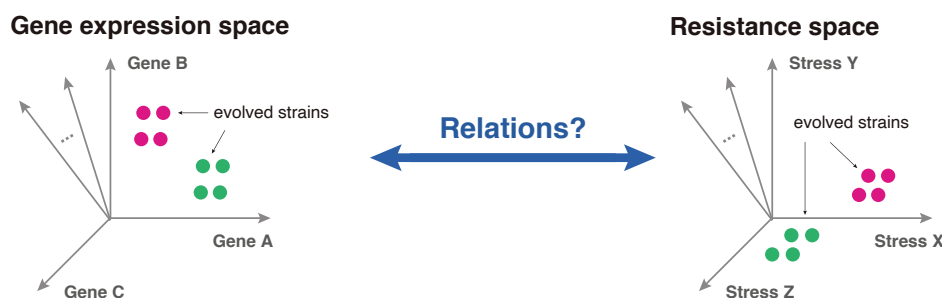 Gene expression space
Gene B
evolved strains
...
Gene A
Gene C
Relations?
Resistance space
Stress Y
evolved strains
...
Stress X
Stress Z